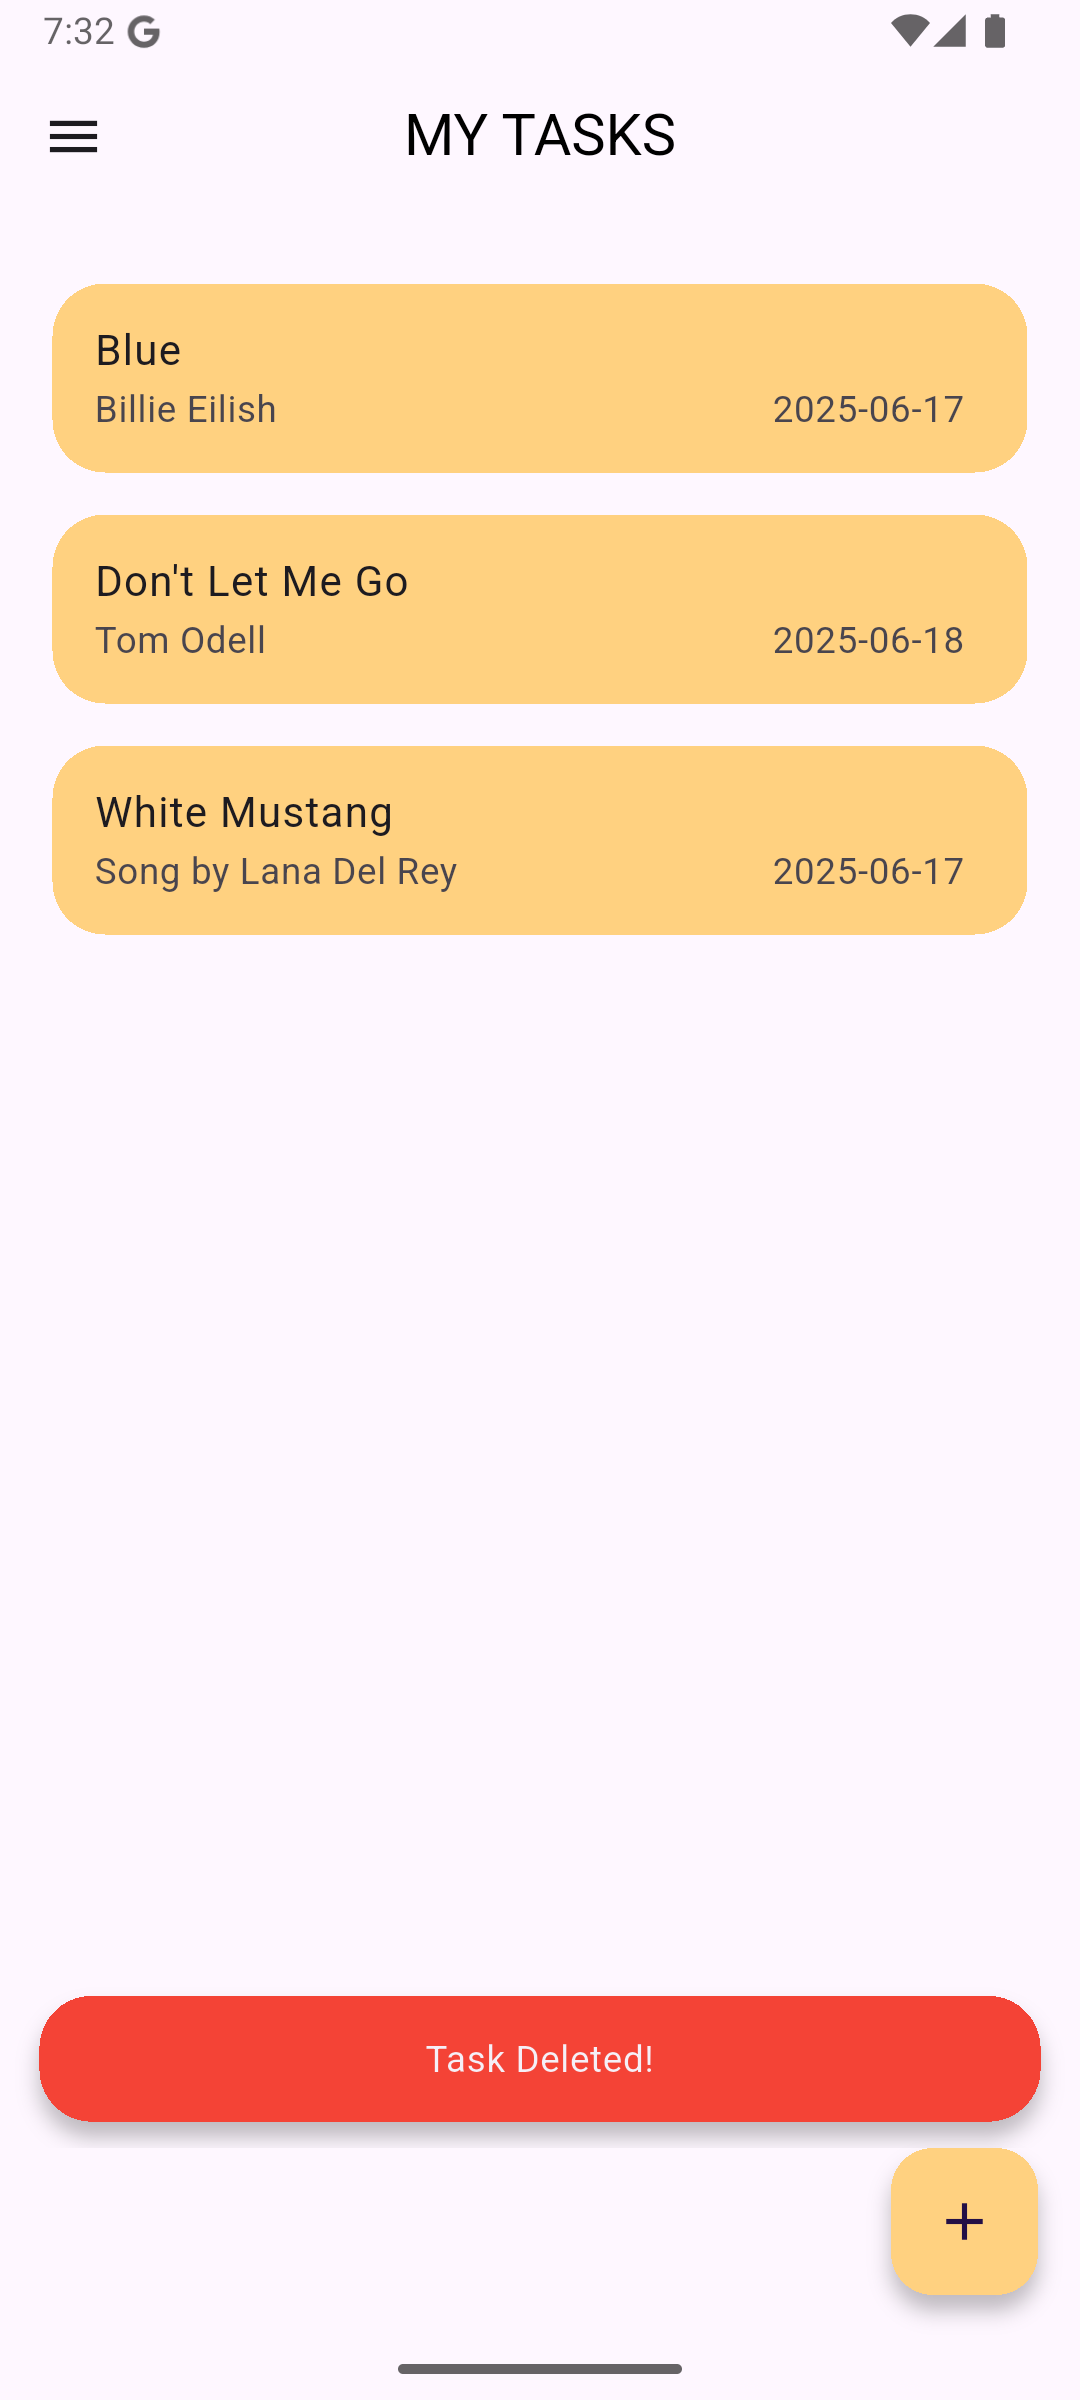 7:32
MY TASKS
Blue
Billie Eilish 2025-06-17
Don't Let Me Go
Tom Odell 2025-06-18
White Mustang
Song by Lana Del Rey 2025-06-17
Task Deleted!